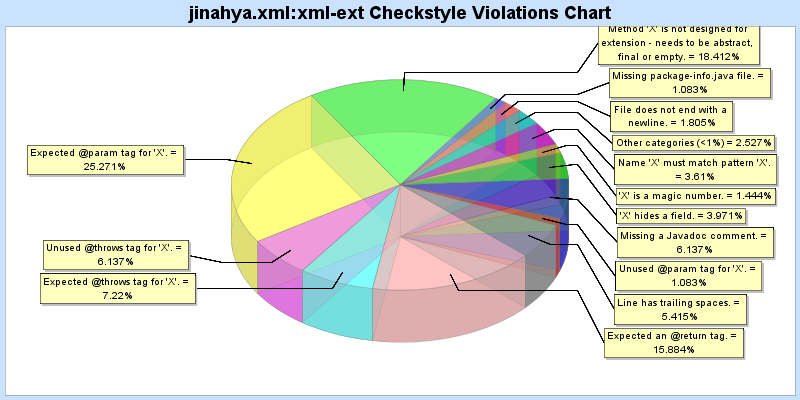 jinahya.xml:xml-ext Checkstyle Violations Chart
Method 'X' is not designed for
extension - needs to be abstract,
final or empty. = 18.412%
Missing package-info.java file. =
1.083%
File does not end with a
newline. = 1.805%
Other categories (<1%) = 2.527%
Name 'X' must match pattern 'X'.
= 3.61%
'X' is a magic number. = 1.444%
'X' hides a field. = 3.971%
Missing a Javadoc comment. =
6.137%
Unused @param tag for 'X'. =
1.083%
Line has trailing spaces. =
5.415%
Expected an @return tag. =
15.884%
Expected @param tag for 'X'. =
25.271%
Unused @throws tag for 'X'. =
6.137%
Expected @throws tag for 'X'. =
7.22%